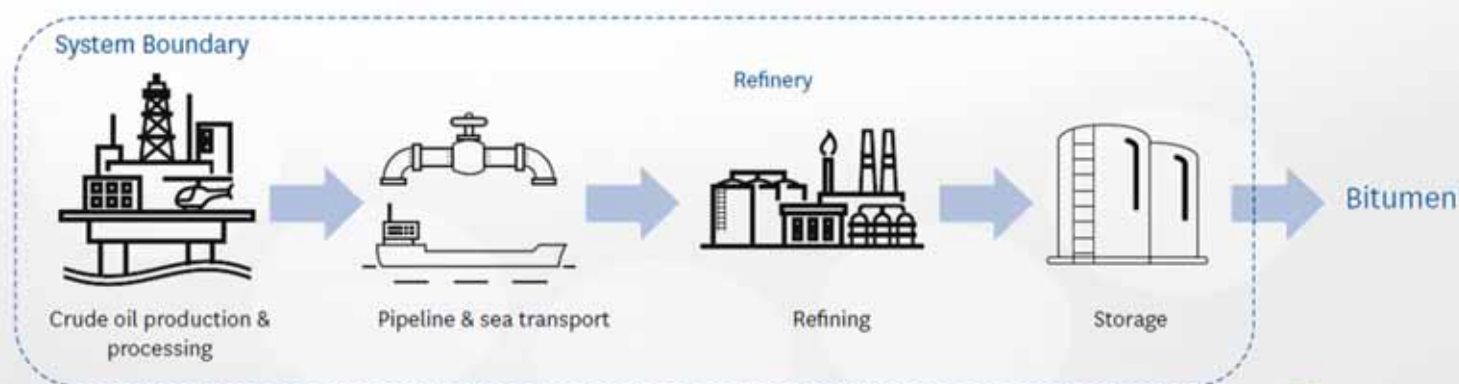 System Boundary
Refinery
Bitumen
Crude oil production &
processing
Pipeline & sea transport
Refining
Storage